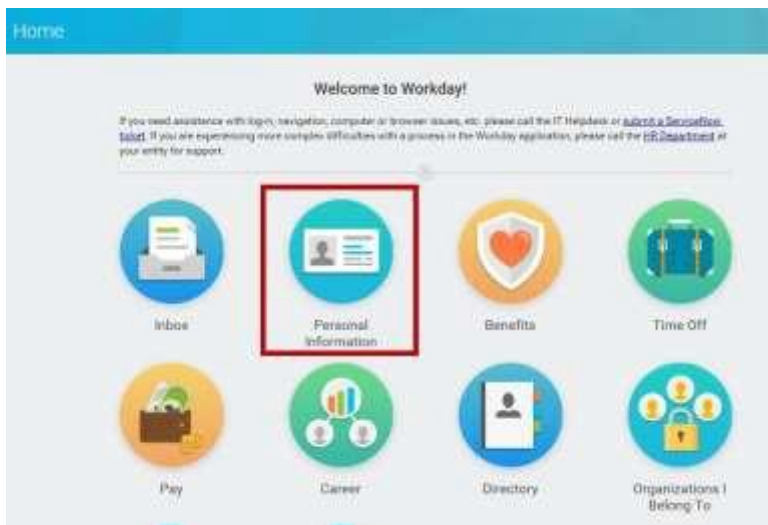 Home
Welcome to Workday!
If you need assistance with log-in, navigation, computer or browser issues, etc. please call the IT Helpdesk or submit a ServiceNow
ticket. If you are experiencing more complex difficulties with a process in the Workday application, please call the HR Department at
your entity for support.
Inbox
Personal
Information
Benefits
Time Off
Pay
Career
Directory
Organizations I
Belong To